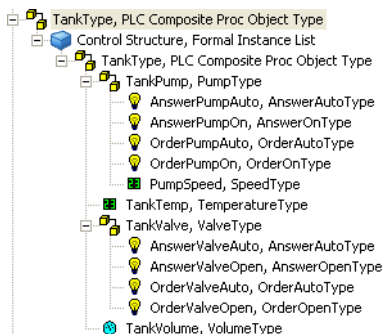 TankType, PLC Composite Proc Object Type
Control Structure, Formal Instance List
TankType, PLC Composite Proc Object Type
TankPump, PumpType
AnswerPumpAuto, AnswerAutoType
AnswerPumpOn, AnswerOnType
OrderPumpAuto, OrderAutoType
OrderPumpOn, OrderOnType
PumpSpeed, SpeedType
TankTemp, TemperatureType
TankValve, ValveType
AnswerValveAuto, AnswerAutoType
AnswerValveOpen, AnswerOpenType
OrderValveAuto, OrderAutoType
OrderValveOpen, OrderOpenType
TankVolume, VolumeType